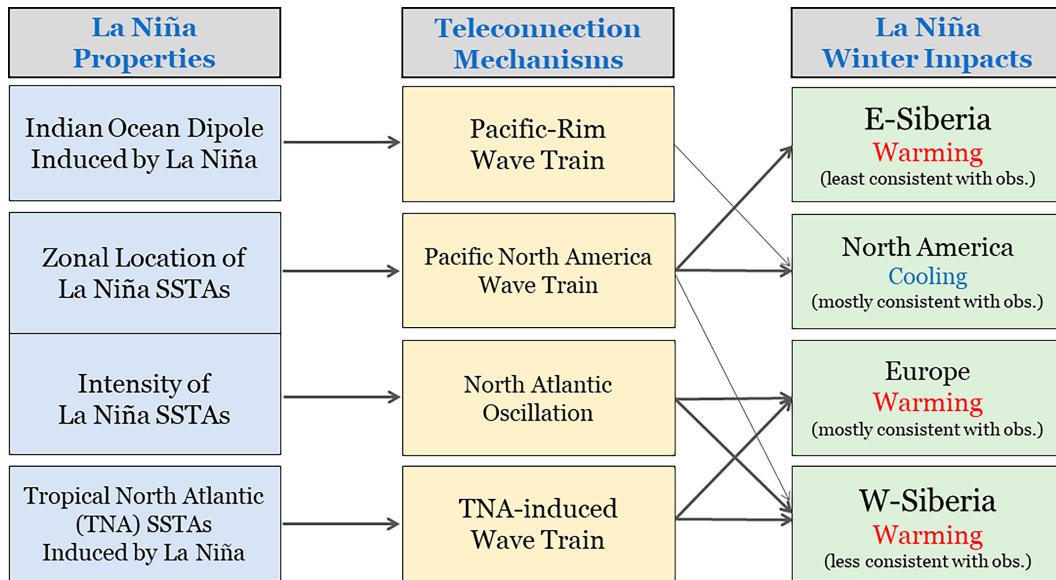 La Niña
Properties
Teleconnection
Mechanisms
La Niña
Winter Impacts
Indian Ocean Dipole
Induced by La Niña
Pacific-Rim
Wave Train
E-Siberia
Warming
(least consistent with obs.)
Zonal Location of
La Niña SSTAs
Pacific North America
Wave Train
North America
Cooling
(mostly consistent with obs.)
Intensity of
La Niña SSTAs
North Atlantic
Oscillation
Europe
Warming
(mostly consistent with obs.)
Tropical North Atlantic
(TNA) SSTAs
Induced by La Niña
TNA-induced
Wave Train
W-Siberia
Warming
(less consistent with obs.)